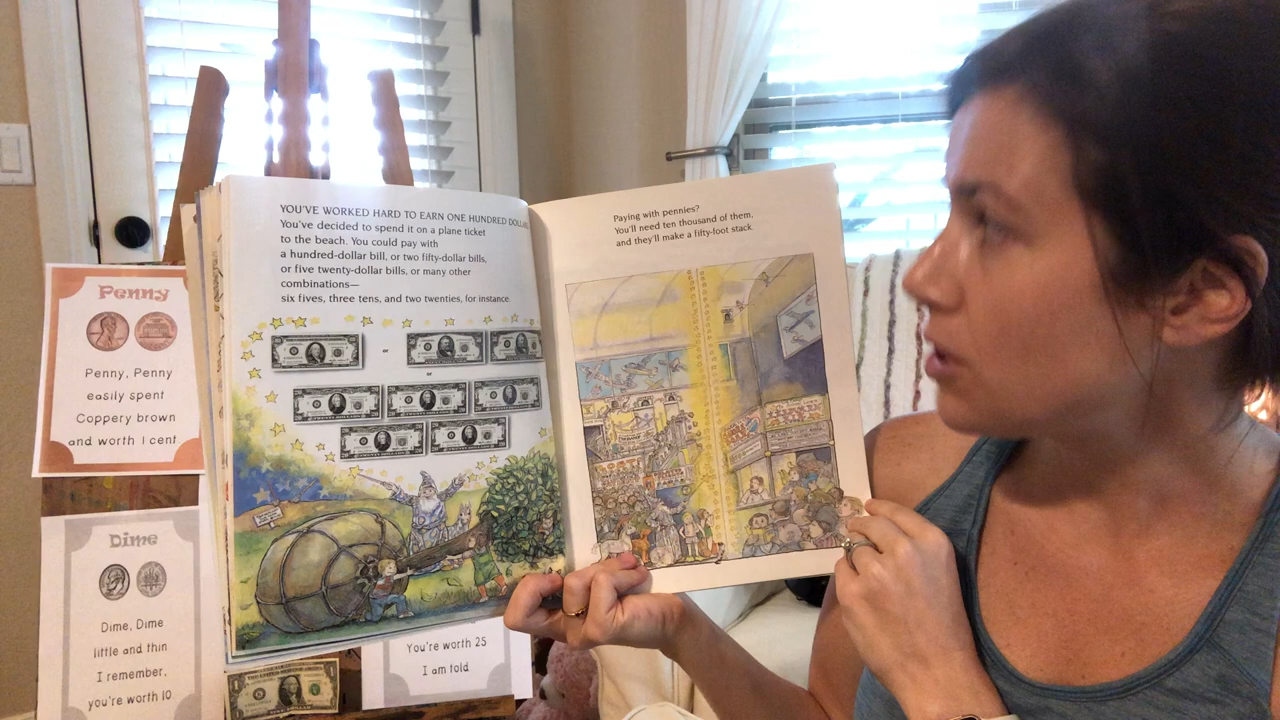 YOU'VE WORKED HARD TO EARN ONE HUNDRED
You've decided to spend it on a plane ticket
to the beach. You could pay with
a hundred-dollar bill, or two fifty-dollar bills,
or five twenty-dollar bills, or many other
combinations—
six fives, three tens, and two twenties, for instance.
or
or
Paying with pennies?
You'll need ten thousand of them,
and they'll make a fifty-foot stack.
Penny
Penny, Penny
easily spent
Coppery brown
and worth 1 cent
Dime
Dime, Dime
little and thin
I remember,
you're worth 10
You're worth 25
I am told